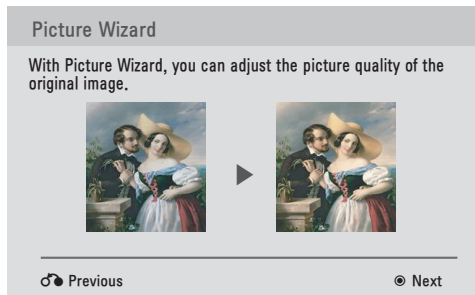 Picture Wizard
With Picture Wizard, you can adjust the picture quality of the
original image.
Previous
Next